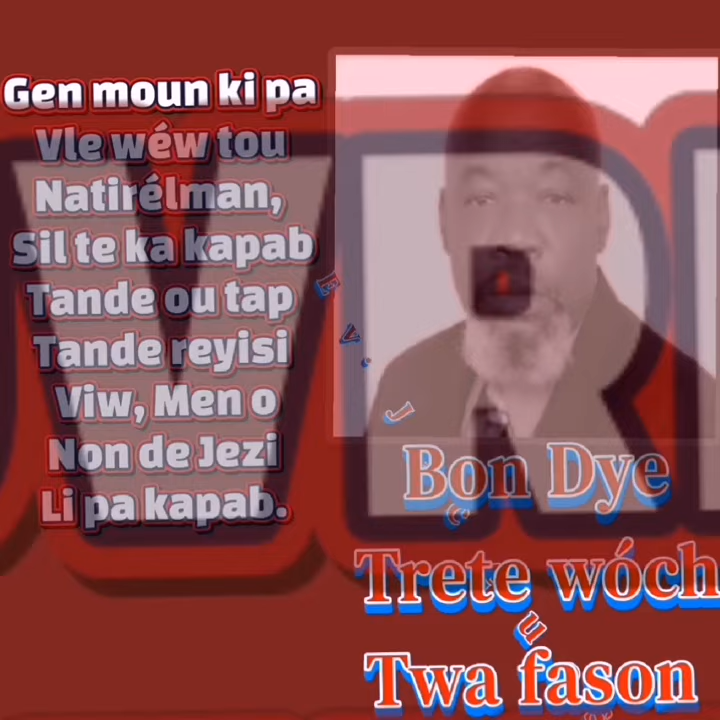 Gen moun ki pa
Vle wéw tou
Natirélman,
Sil te ka kapab
Tande ou tap
Tande reyisi
Viw, Men o
Non de Jezi
Li pa kapab.
E v. J
Bon Dye
Trete wóch
Twa fason